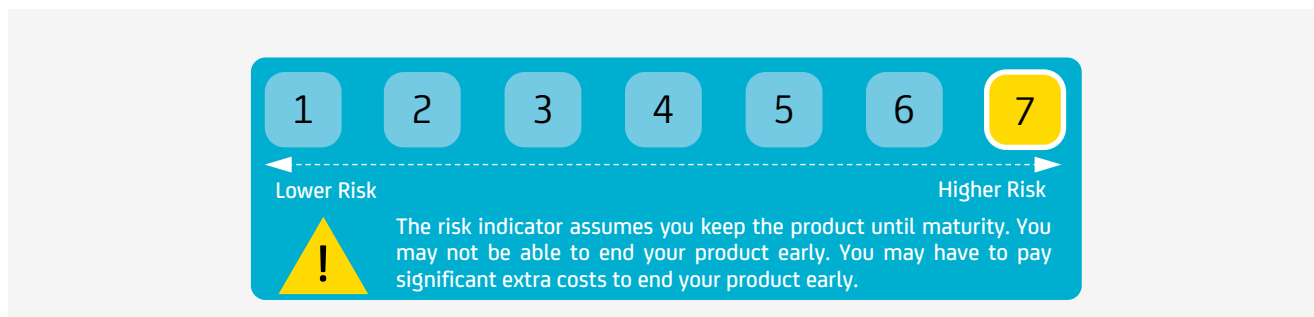 1 2 3 4 5 6 7
Lower Risk Higher Risk
! The risk indicator assumes you keep the product until maturity. You
may not be able to end your product early. You may have to pay
significant extra costs to end your product early.